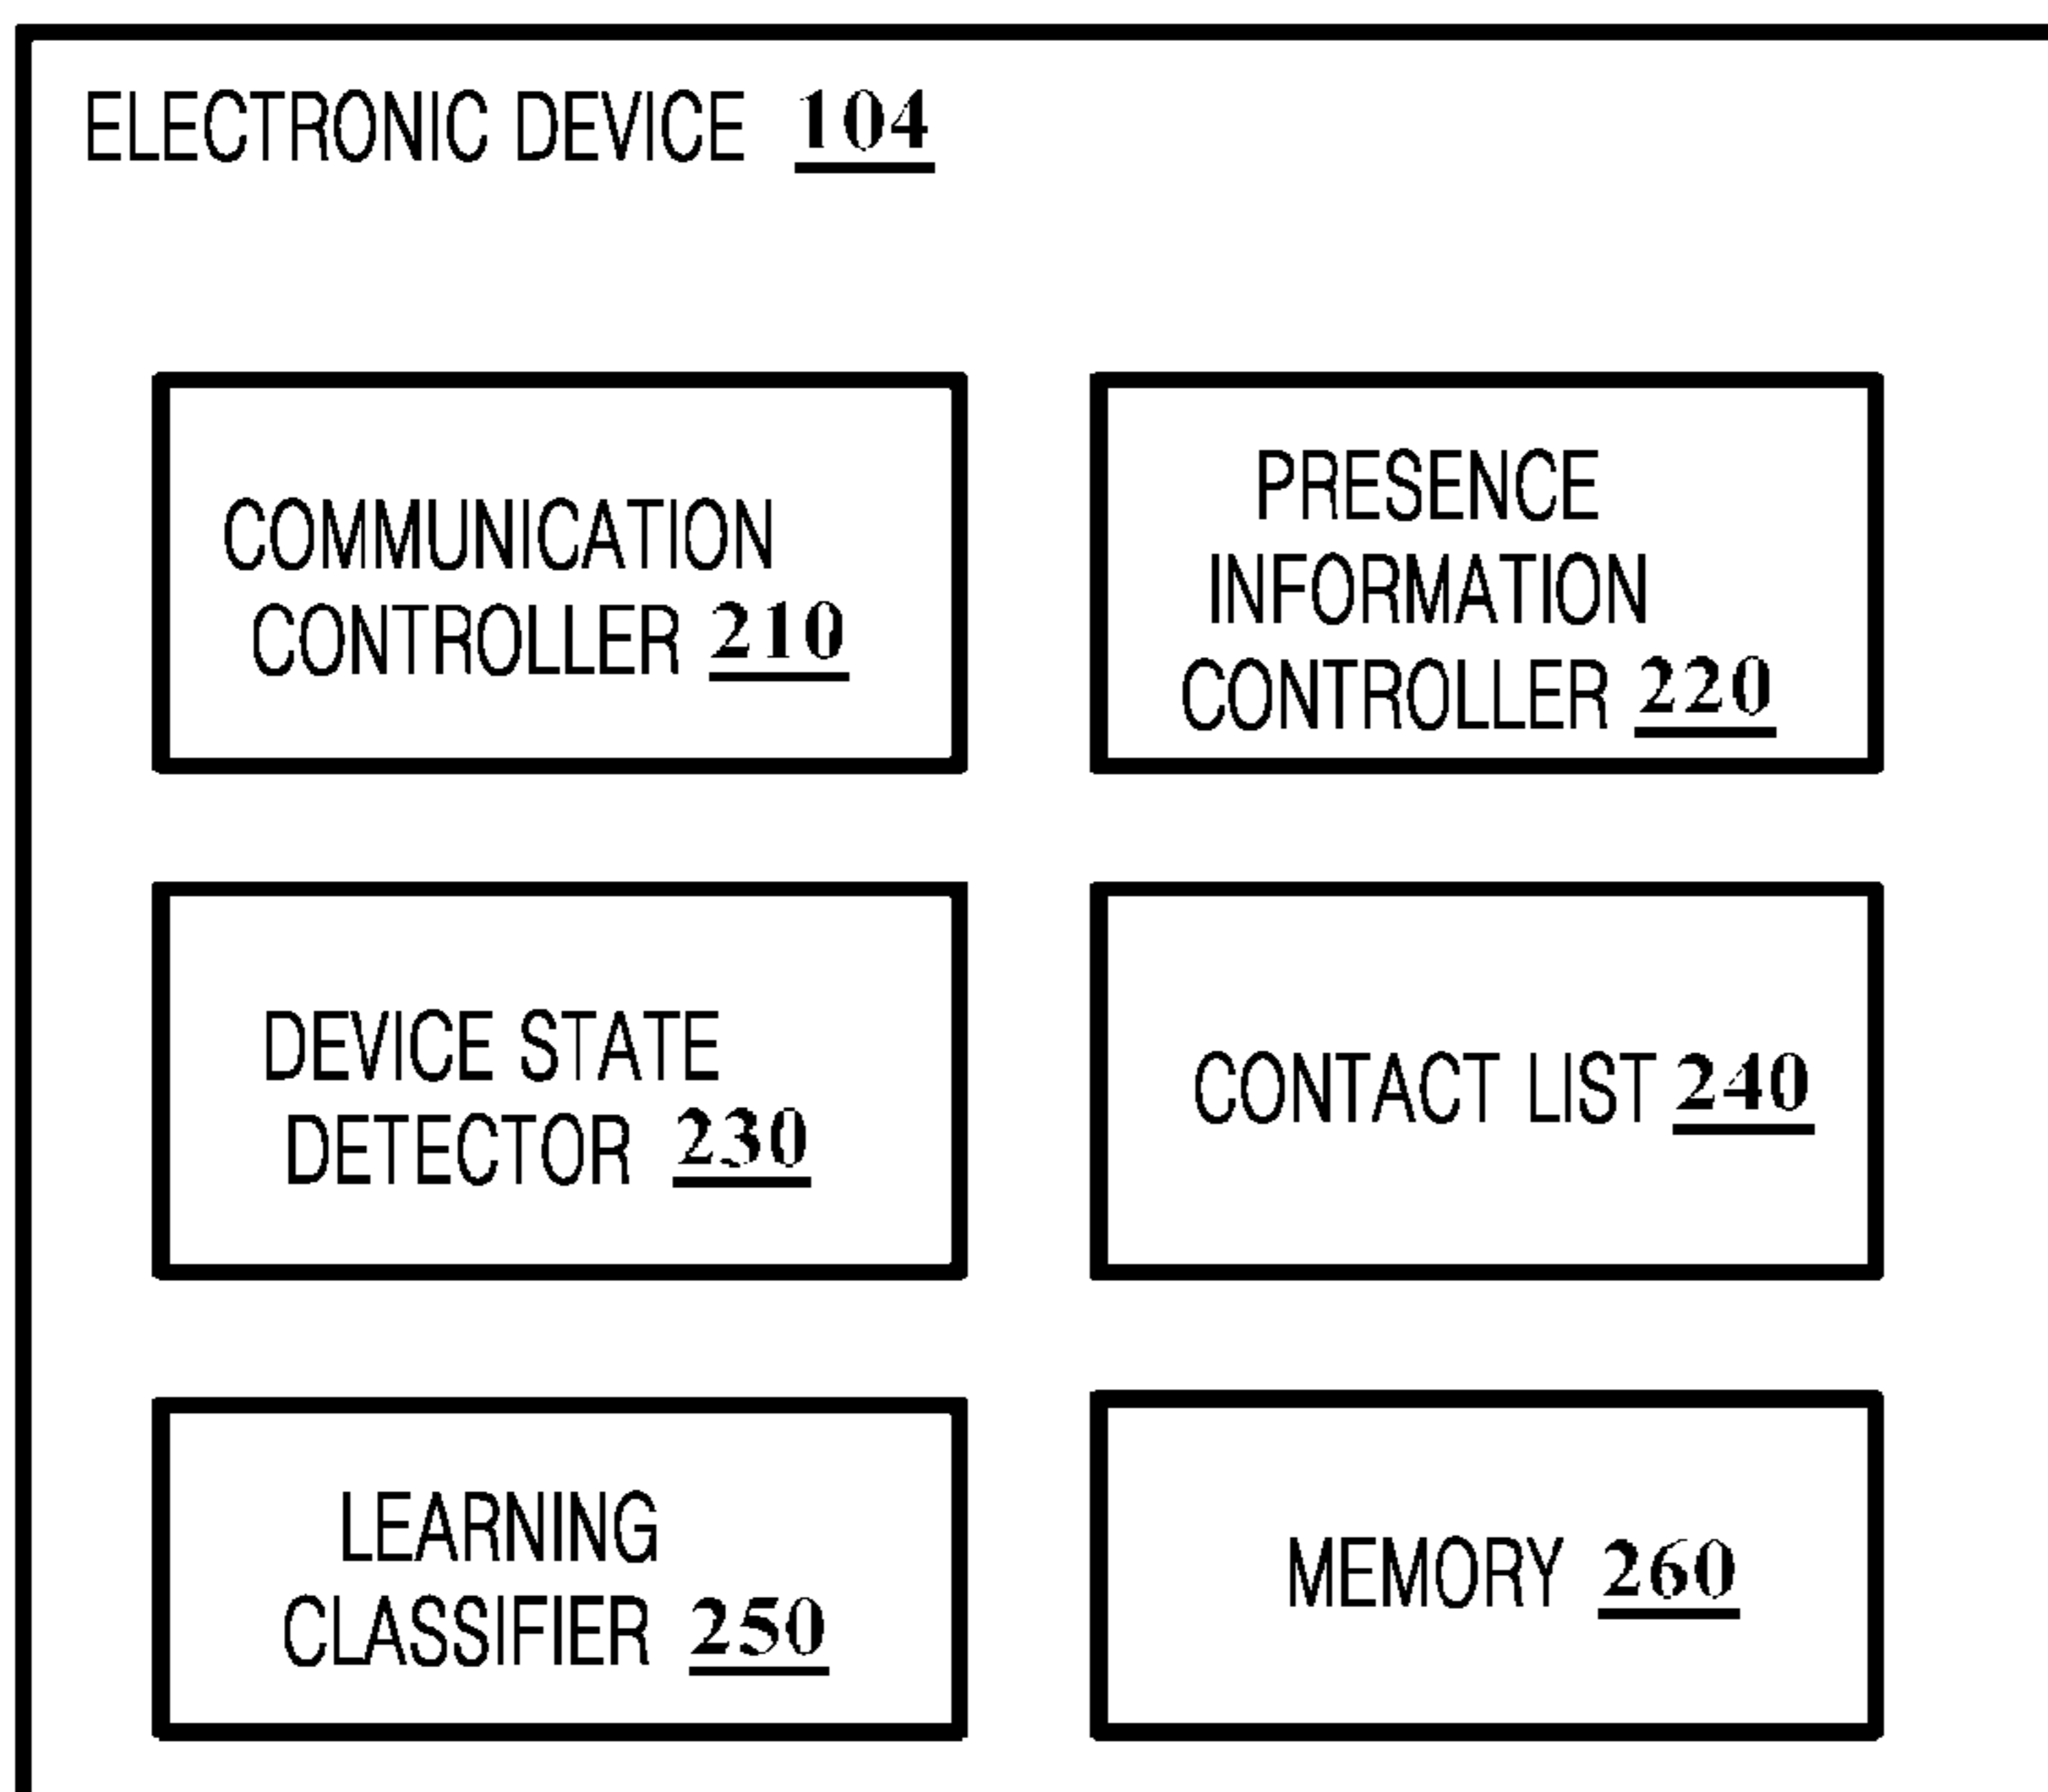 ELECTRONIC DEVICE 104
COMMUNICATION
CONTROLLER 210
PRESENCE
INFORMATION
CONTROLLER 220
DEVICE STATE
DETECTOR 230
CONTACT LIST 240
LEARNING
CLASSIFIER 250
MEMORY 260